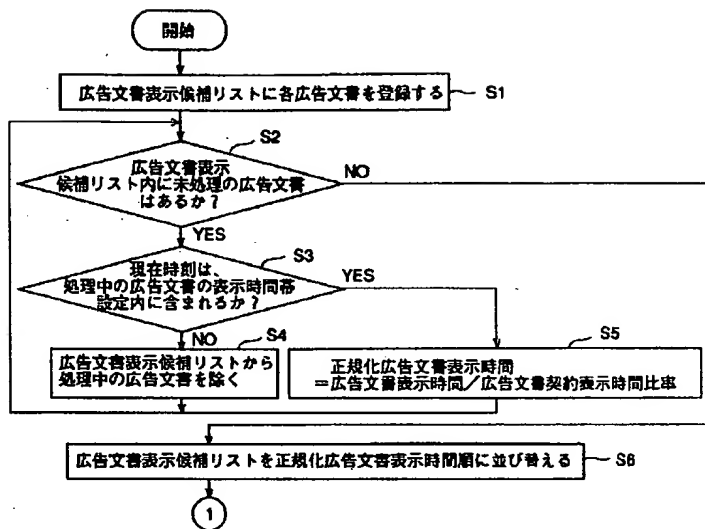 開始
広告文書表示候補リストに各広告文書を登録する
S1
S2
広告文書表示
候補リスト内に未処理の広告文書
はあるか?
NO
YES
S3
現在時刻は、
処理中の広告文書の表示時間帯
設定内に含まれるか?
YES
NO
S4
広告文書表示候補リストから
処理中の広告文書を除く
S5
正規化広告文書表示時間
=広告文書表示時間/広告文書契約表示時間比率
広告文書表示候補リストを正規化広告文書表示時間順に並び替える
S6
1